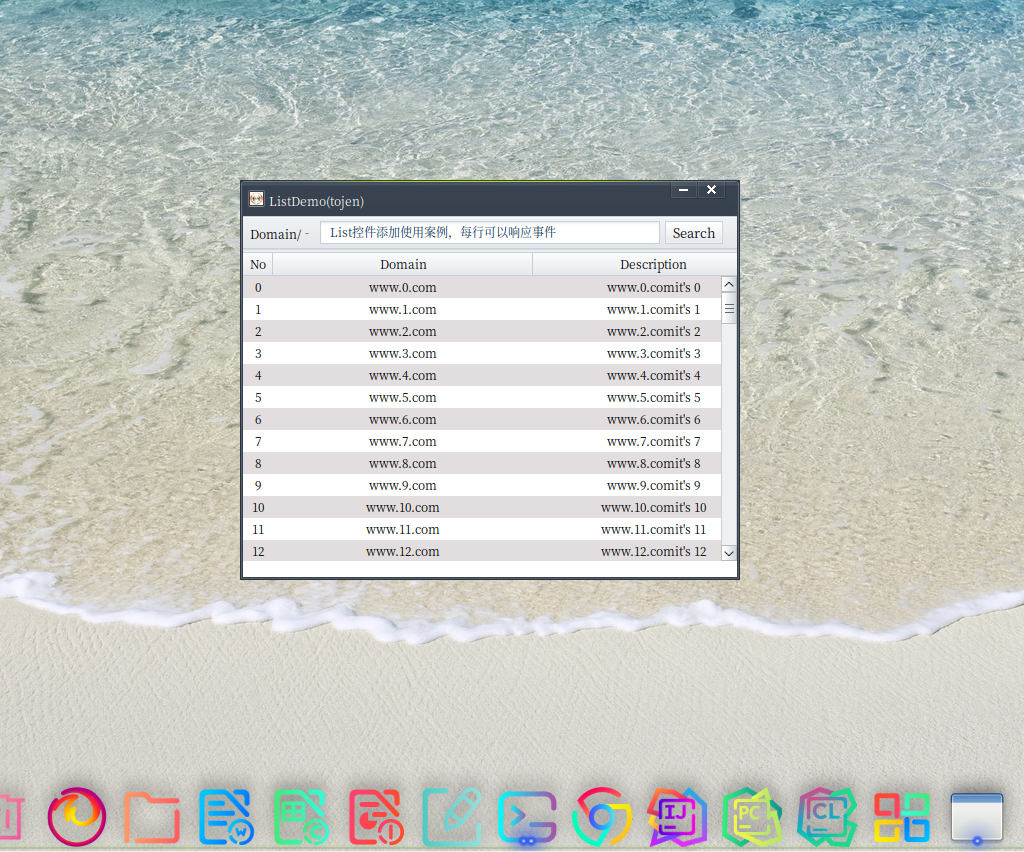 ListDemo(tojen)
Domain/ -
List控件添加使用案例，每行可以响应事件
Search
No Domain Description
0 www.0.com www.0.comit's 0
1 www.1.com www.1.comit's 1
2 www.2.com www.2.comit's 2
3 www.3.com www.3.comit's 3
4 www.4.com www.4.comit's 4
5 www.5.com www.5.comit's 5
6 www.6.com www.6.comit's 6
7 www.7.com www.7.comit's 7
8 www.8.com www.8.comit's 8
9 www.9.com www.9.comit's 9
10 www.10.com www.10.comit's 10
11 www.11.com www.11.comit's 11
12 www.12.com www.12.comit's 12
W C IJ PC CL